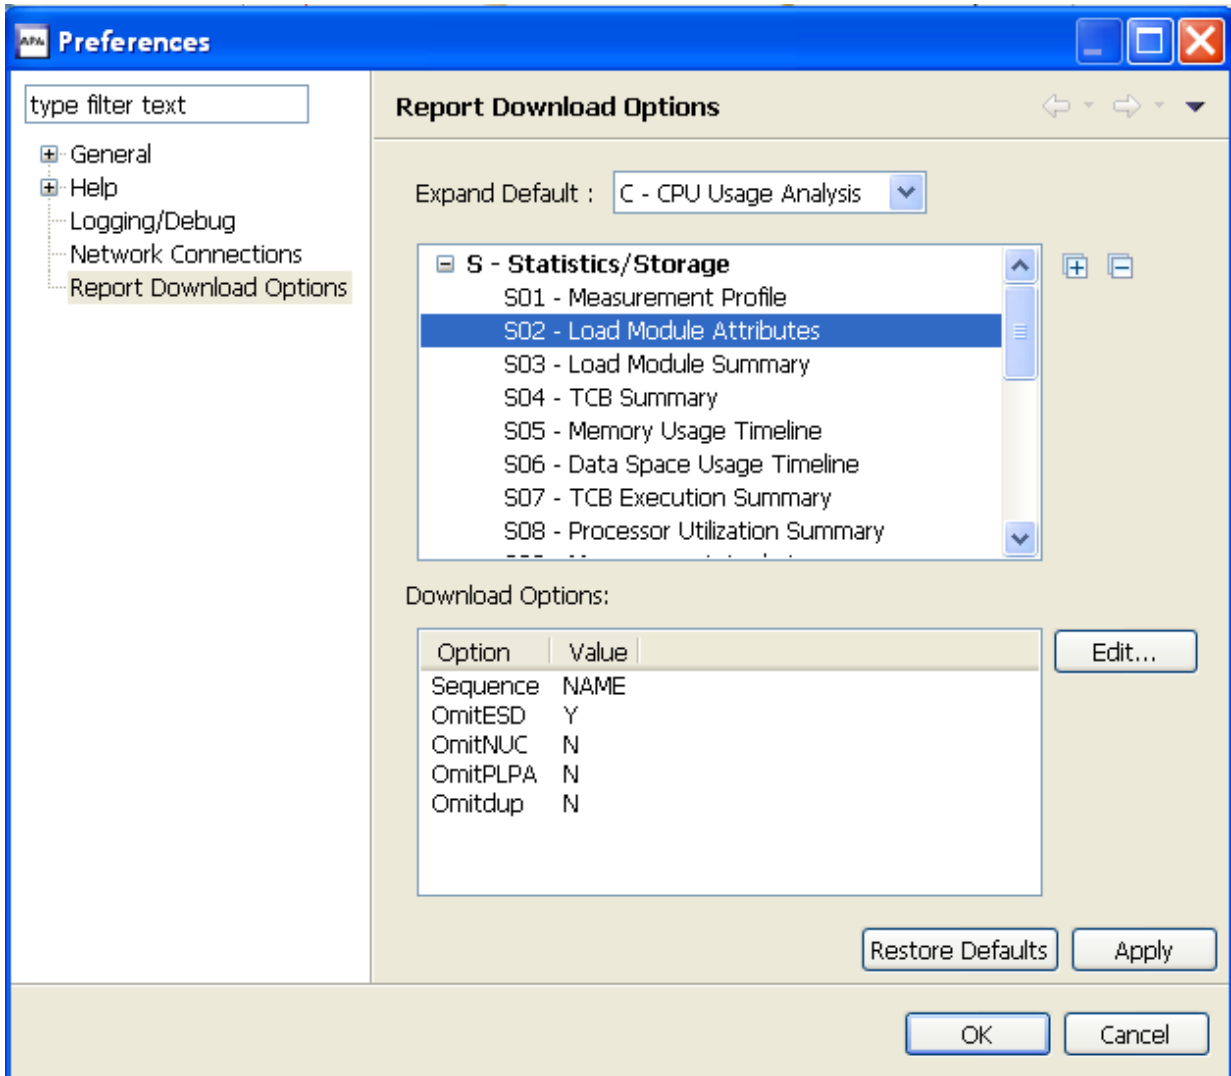 APA Preferences
type filter text
General
Help
Logging/Debug
Network Connections
Report Download Options
Report Download Options
Expand Default : C - CPU Usage Analysis
S - Statistics/Storage
S01 - Measurement Profile
S02 - Load Module Attributes
S03 - Load Module Summary
S04 - TCB Summary
S05 - Memory Usage Timeline
S06 - Data Space Usage Timeline
S07 - TCB Execution Summary
S08 - Processor Utilization Summary
Download Options:
Option Value
Sequence NAME
OmitESD Y
OmitNUC N
OmitPLPA N
Omitdup N
Edit...
Restore Defaults Apply
OK Cancel